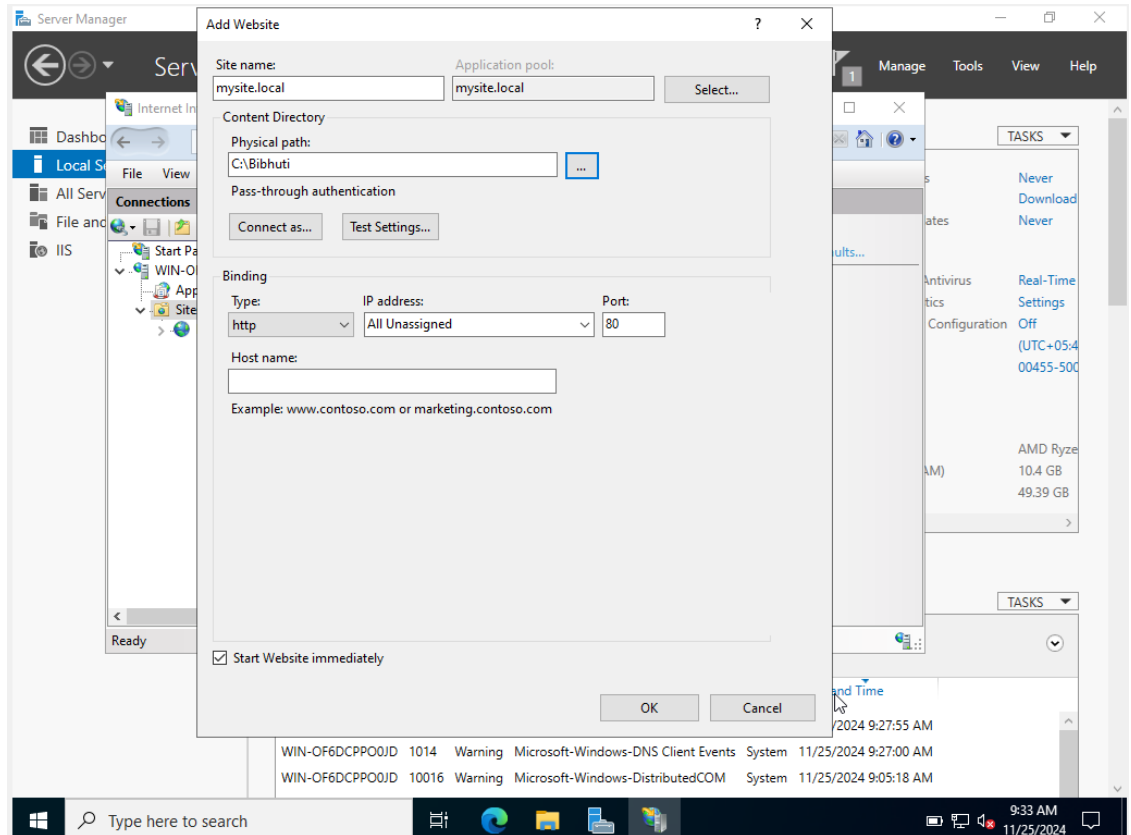 Server Manager
Add Website
?
Serv
1
Manage Tools View Help
Site name:
Application pool:
mysite.local
mysite.local
Select...
Internet In
Content Directory
Physical path:
C:\Bibhuti
...
Pass-through authentication
Connect as...
Test Settings...
Dashbo
Local Se
All Serv
File and
IIS
File View
Connections
Start Pa
WIN-OF
App
Site
TASKS
s
Never
Download
ates
Never
ults...
Antivirus
Real-Time
tics
Settings
Configuration
Off
(UTC+05:4
00455-500
Binding
Type:
IP address:
Port:
http
All Unassigned
80
Host name:
Example: www.contoso.com or marketing.contoso.com
AMD Ryze
AM)
10.4 GB
49.39 GB
TASKS
Ready
Start Website immediately
OK
Cancel
and Time
/2024 9:27:55 AM
WIN-OF6DCPPO0JD 1014 Warning Microsoft-Windows-DNS Client Events System 11/25/2024 9:27:00 AM
WIN-OF6DCPPO0JD 10016 Warning Microsoft-Windows-DistributedCOM System 11/25/2024 9:05:18 AM
Type here to search
9:33 AM
11/25/2024